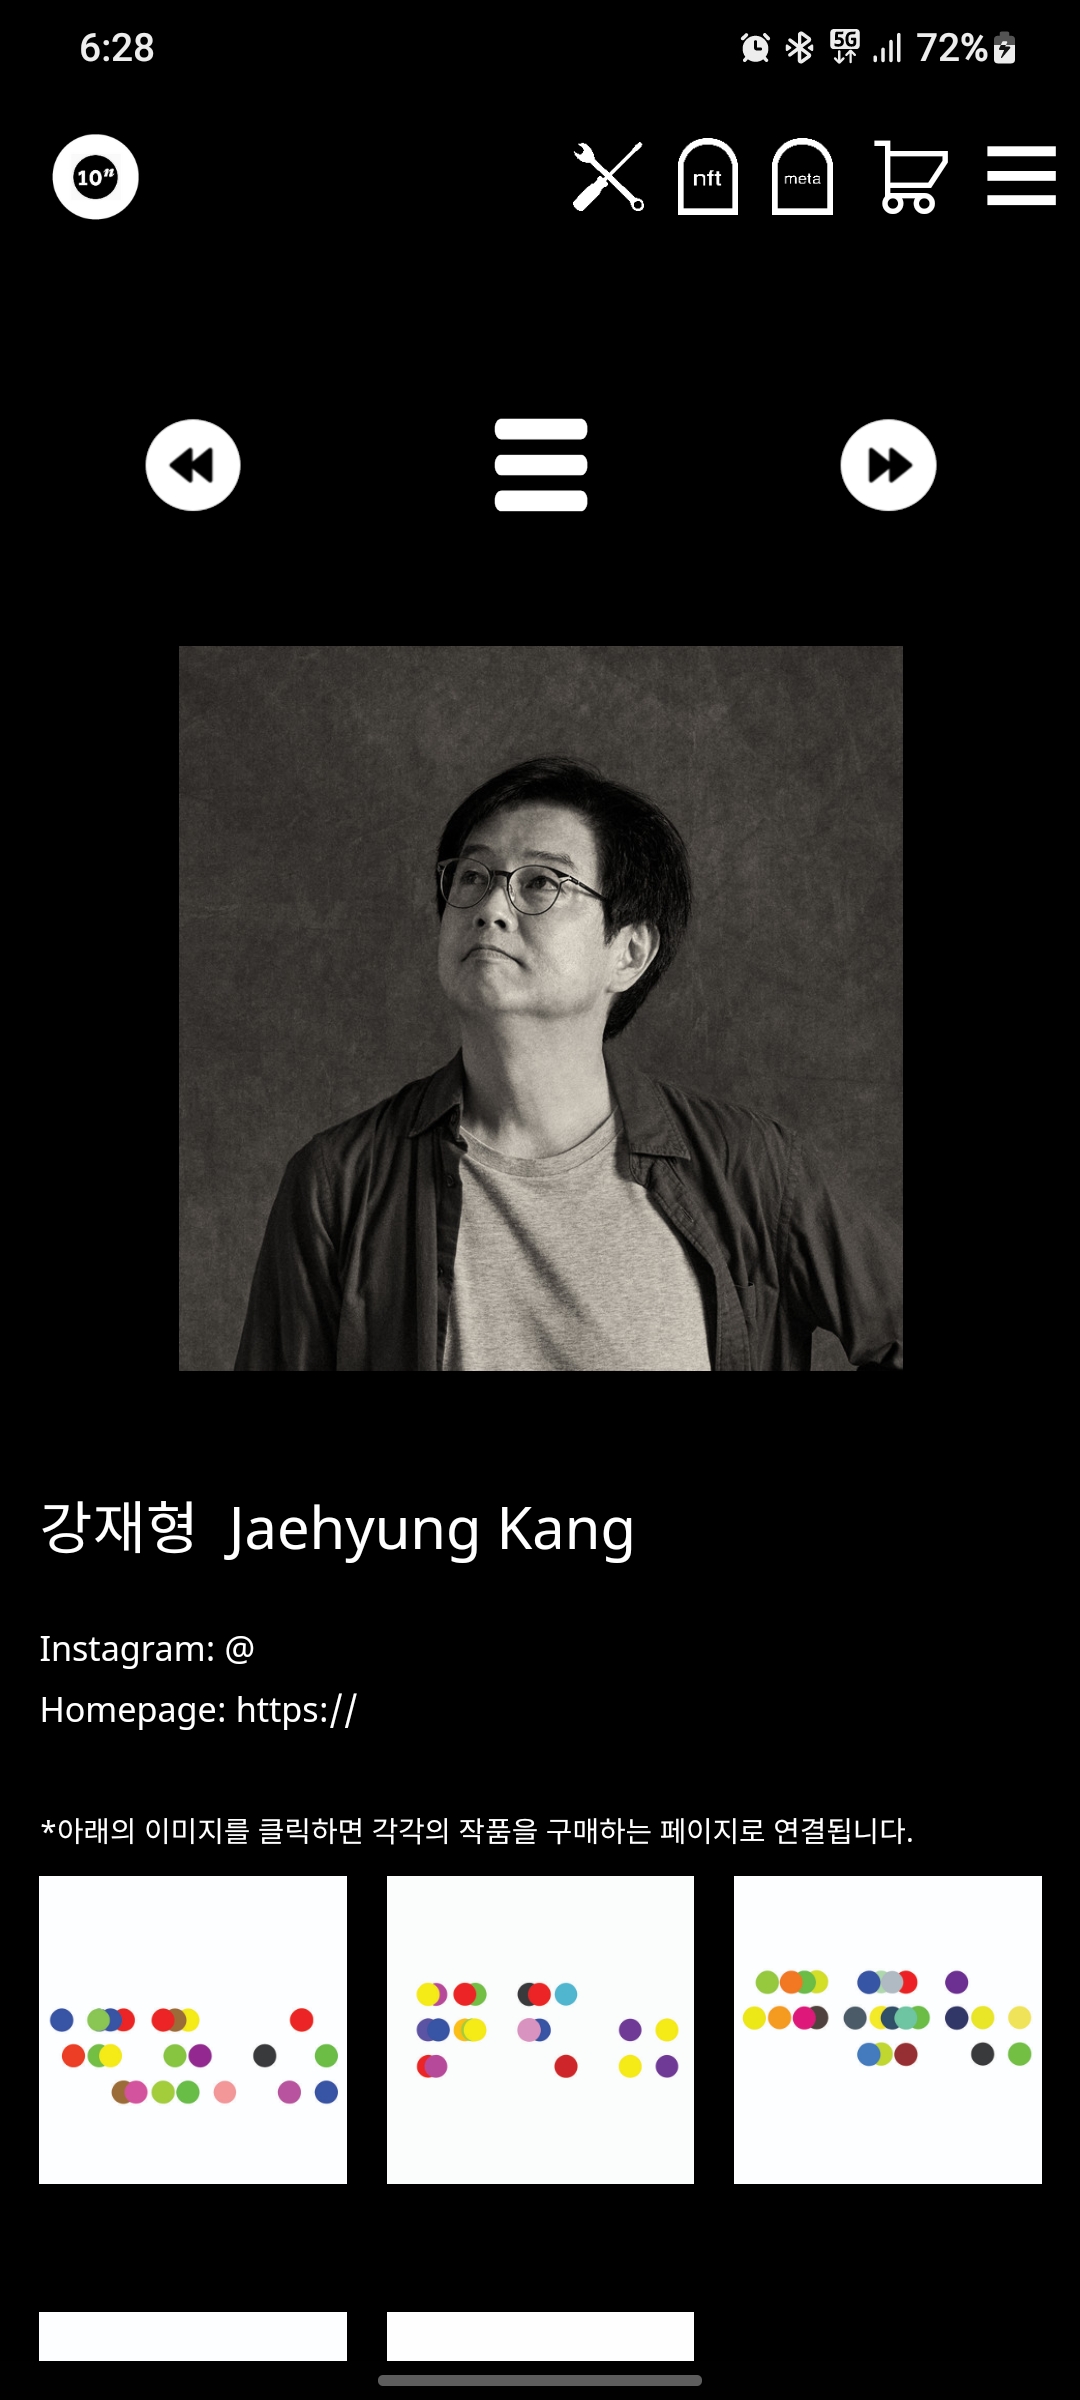 6:28
5G
72%
10"
nft
meta
강재형 Jaehyung Kang
Instagram: @
Homepage: https://
*아래의 이미지를 클릭하면 각각의 작품을 구매하는 페이지로 연결됩니다.